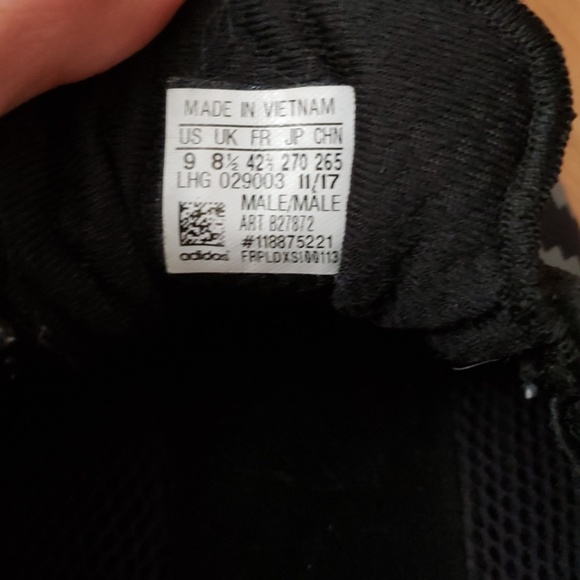 MADE IN VIETNAM
US UK FR JP CHN
9 8½ 42⅔ 270 265
LHG 029003 11/17
MALE/MALE
ART B27872
#118875221
adidas FRPLDXS100113